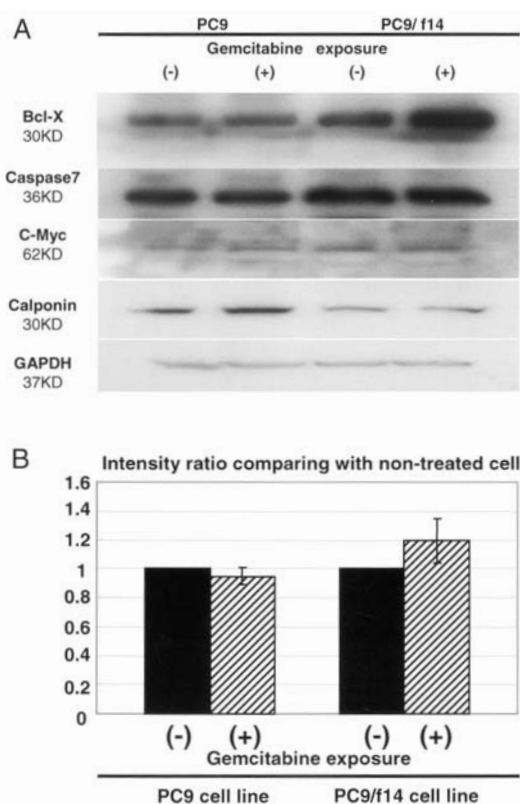 A
PC9 PC9/f14
Gemcitabine exposure
(-) (+) (-) (+)
Bcl-X
30KD
Caspase7
36KD
C-Myc
62KD
Calponin
30KD
GAPDH
37KD
B
Intensity ratio comparing with non-treated cell
1.6
1.4
1.2
1
0.8
0.6
0.4
0.2
0
(-) (+) (-) (+)
Gemcitabine exposure
PC9 cell line PC9/f14 cell line